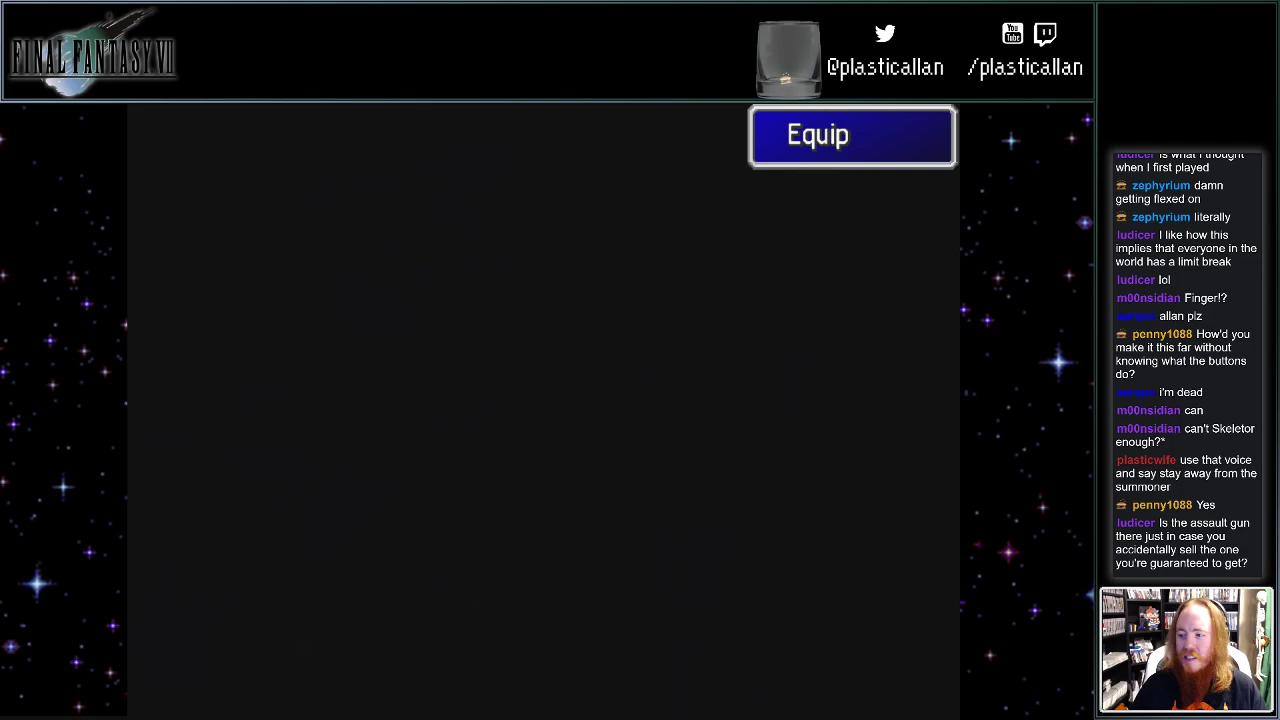 FINAL FANTASY VII
@plasticallan
You Tube
/plasticallan
Equip
ludicer is what I thought
when I first played
zephyrium damn
getting flexed on
zephyrium literally
ludicer I like how this
implies that everyone in the
world has a limit break
ludicer lol
m00nsidian Finger!?
allan plz
penny1088 How'd you
make it this far without
knowing what the buttons
do?
i'm dead
m00nsidian can
m00nsidian can't Skeletor
enough?*
plasticwife use that voice
and say stay away from the
summoner
penny1088 Yes
ludicer Is the assault gun
there just in case you
accidentally sell the one
you're guaranteed to get?